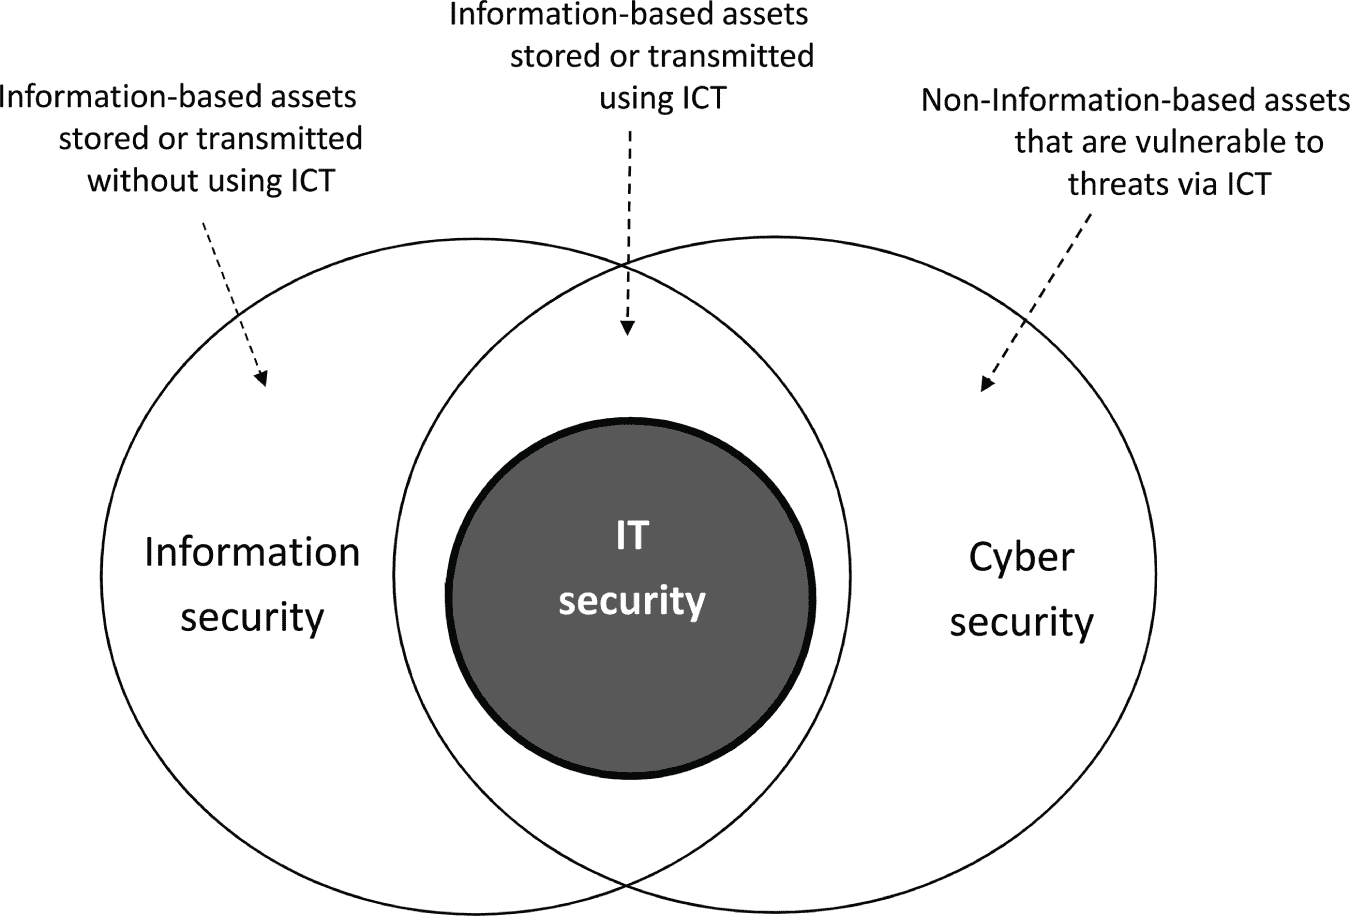 Information-based assets
stored or transmitted
without using ICT
Information-based assets
stored or transmitted
using ICT
Non-Information-based assets
that are vulnerable to
threats via ICT
Information
security
IT
security
Cyber
security